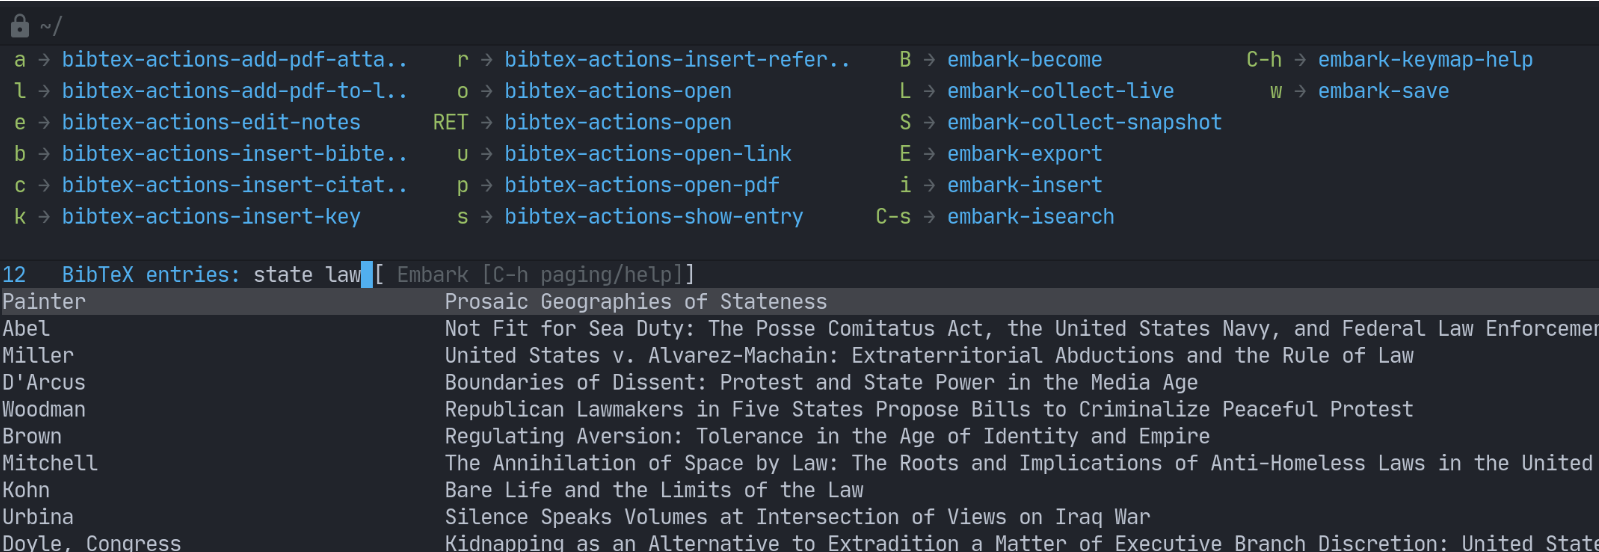 ~/
a → bibtex-actions-add-pdf-atta.. r → bibtex-actions-insert-refer.. B → embark-become C-h → embark-keymap-help
l → bibtex-actions-add-pdf-to-l.. o → bibtex-actions-open L → embark-collect-live w → embark-save
e → bibtex-actions-edit-notes RET → bibtex-actions-open S → embark-collect-snapshot
b → bibtex-actions-insert-bibte.. u → bibtex-actions-open-link E → embark-export
c → bibtex-actions-insert-citat.. p → bibtex-actions-open-pdf i → embark-insert
k → bibtex-actions-insert-key s → bibtex-actions-show-entry C-s → embark-isearch
12 BibTeX entries: state law [ Embark [C-h paging/help]]
Painter Prosaic Geographies of Stateness
Abel Not Fit for Sea Duty: The Posse Comitatus Act, the United States Navy, and Federal Law Enforcemen
Miller United States v. Alvarez-Machain: Extraterritorial Abductions and the Rule of Law
D'Arcus Boundaries of Dissent: Protest and State Power in the Media Age
Woodman Republican Lawmakers in Five States Propose Bills to Criminalize Peaceful Protest
Brown Regulating Aversion: Tolerance in the Age of Identity and Empire
Mitchell The Annihilation of Space by Law: The Roots and Implications of Anti-Homeless Laws in the United
Kohn Bare Life and the Limits of the Law
Urbina Silence Speaks Volumes at Intersection of Views on Iraq War
Doyle, Congress Kidnapping as an Alternative to Extradition a Matter of Executive Branch Discretion: United State